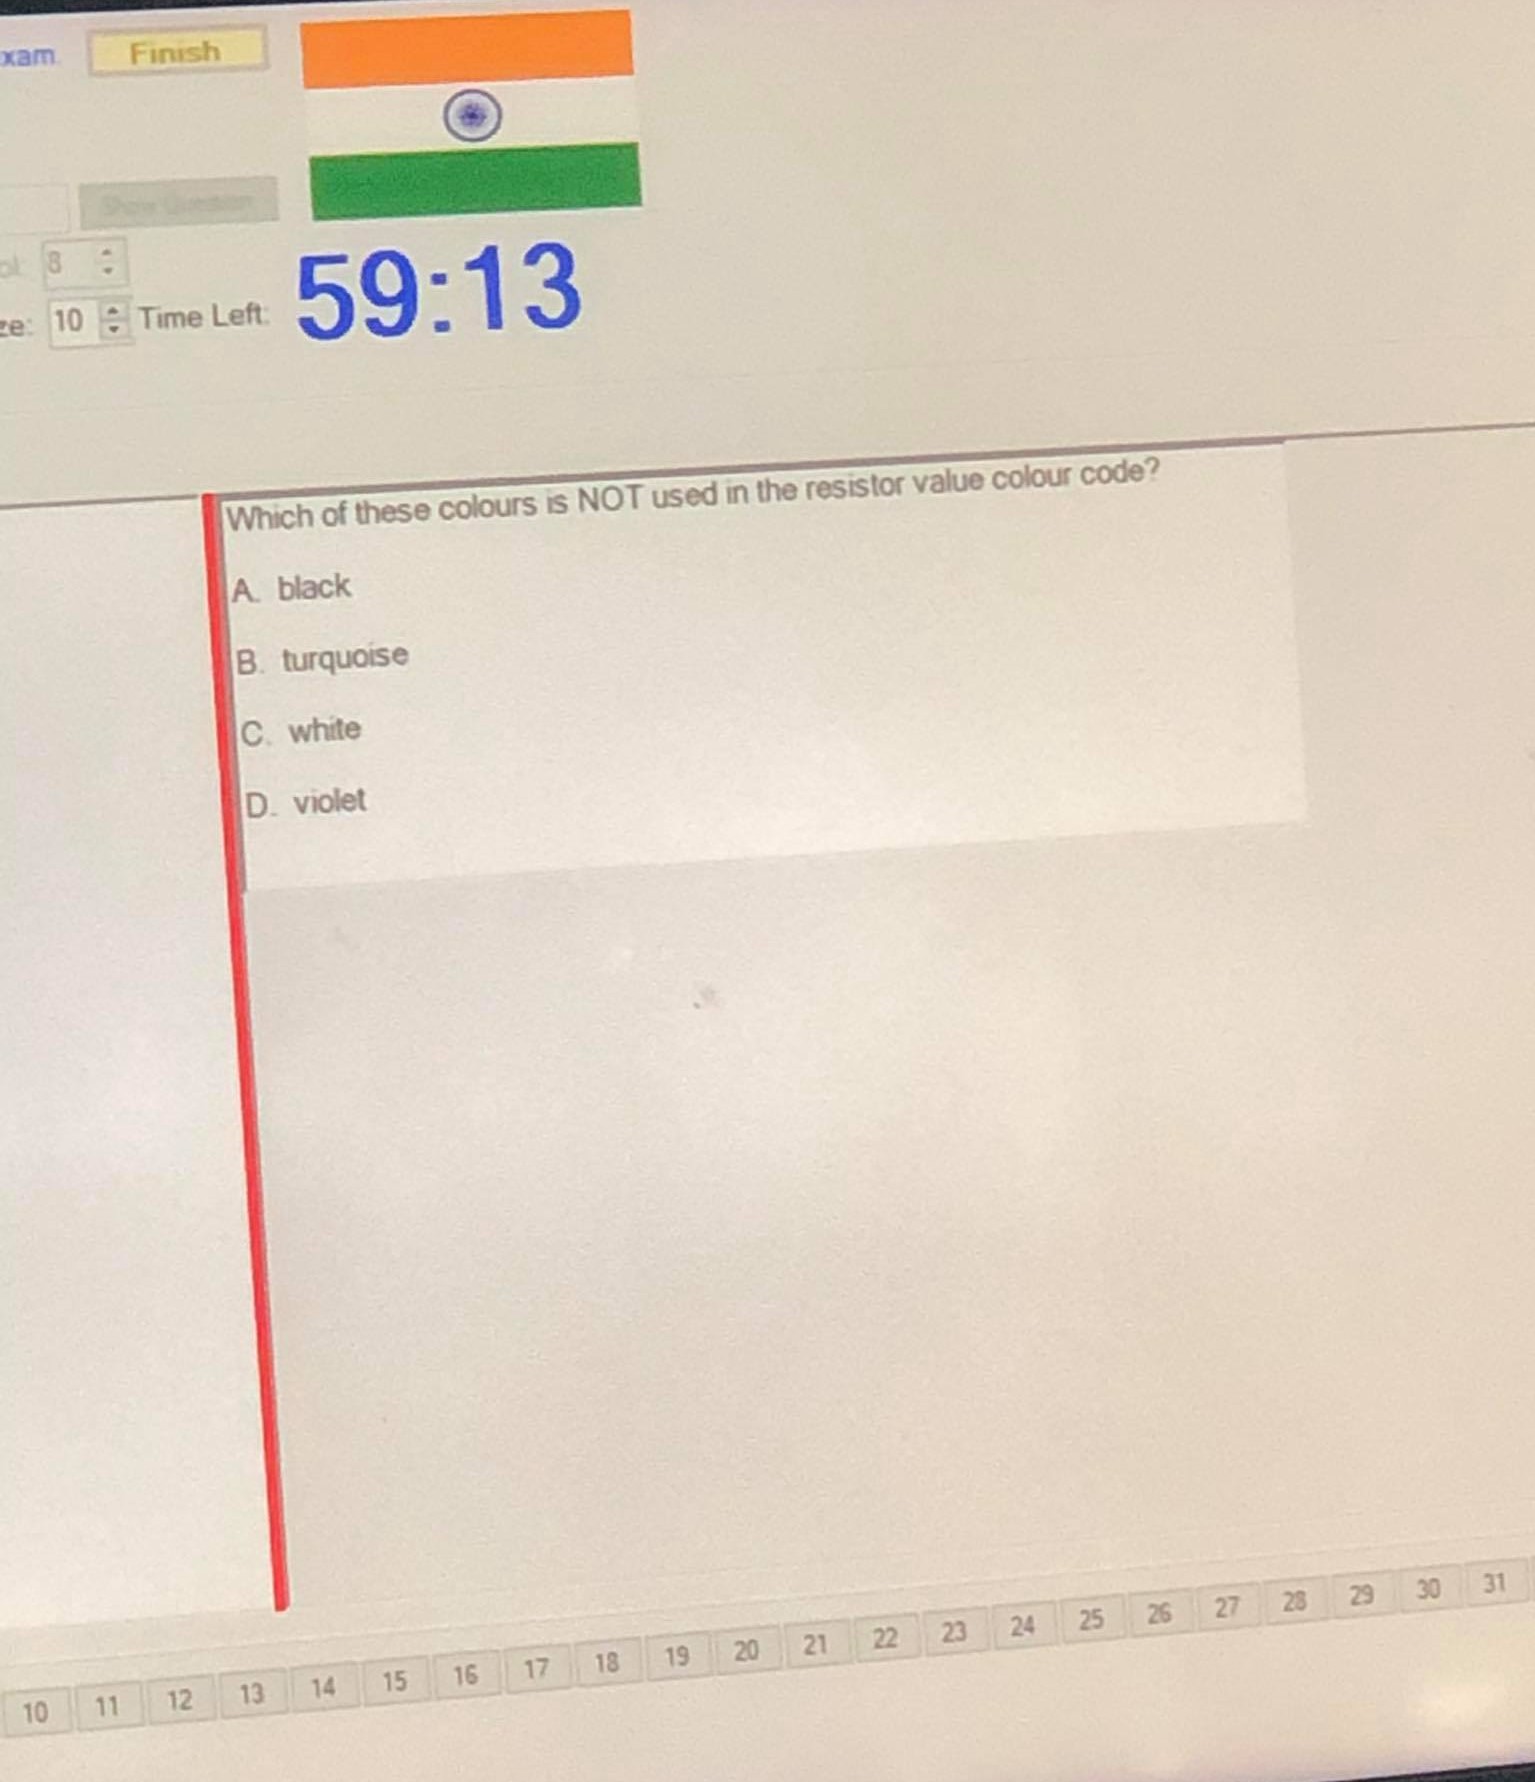 Finish
8
10 Time Left: 59:13
Which of these colours is NOT used in the resistor value colour code?
A. black
B. turquoise
C. white
D. violet
10 11 12 13 14 15 16 17 18 19 20 21 22 23 24 25 26 27 28 29 30 31